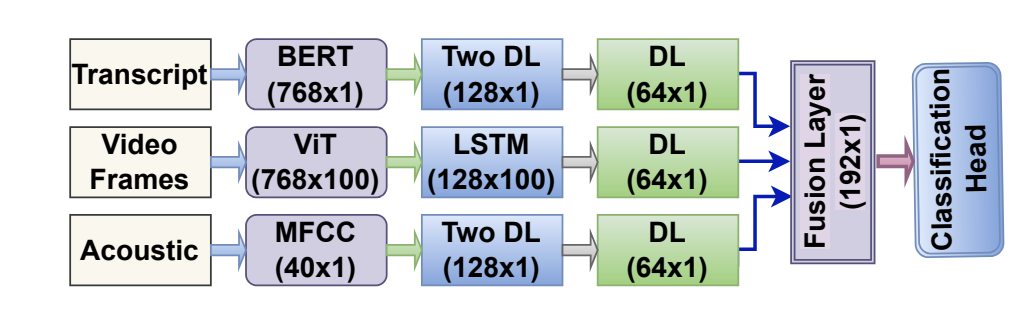 Transcript
BERT
(768x1)
Two DL
(128x1)
DL
(64x1)
Video
Frames
ViT
(768x100)
LSTM
(128x100)
DL
(64x1)
Acoustic
MFCC
(40x1)
Two DL
(128x1)
DL
(64x1)
Fusion Layer
(192x1)
Classification
Head